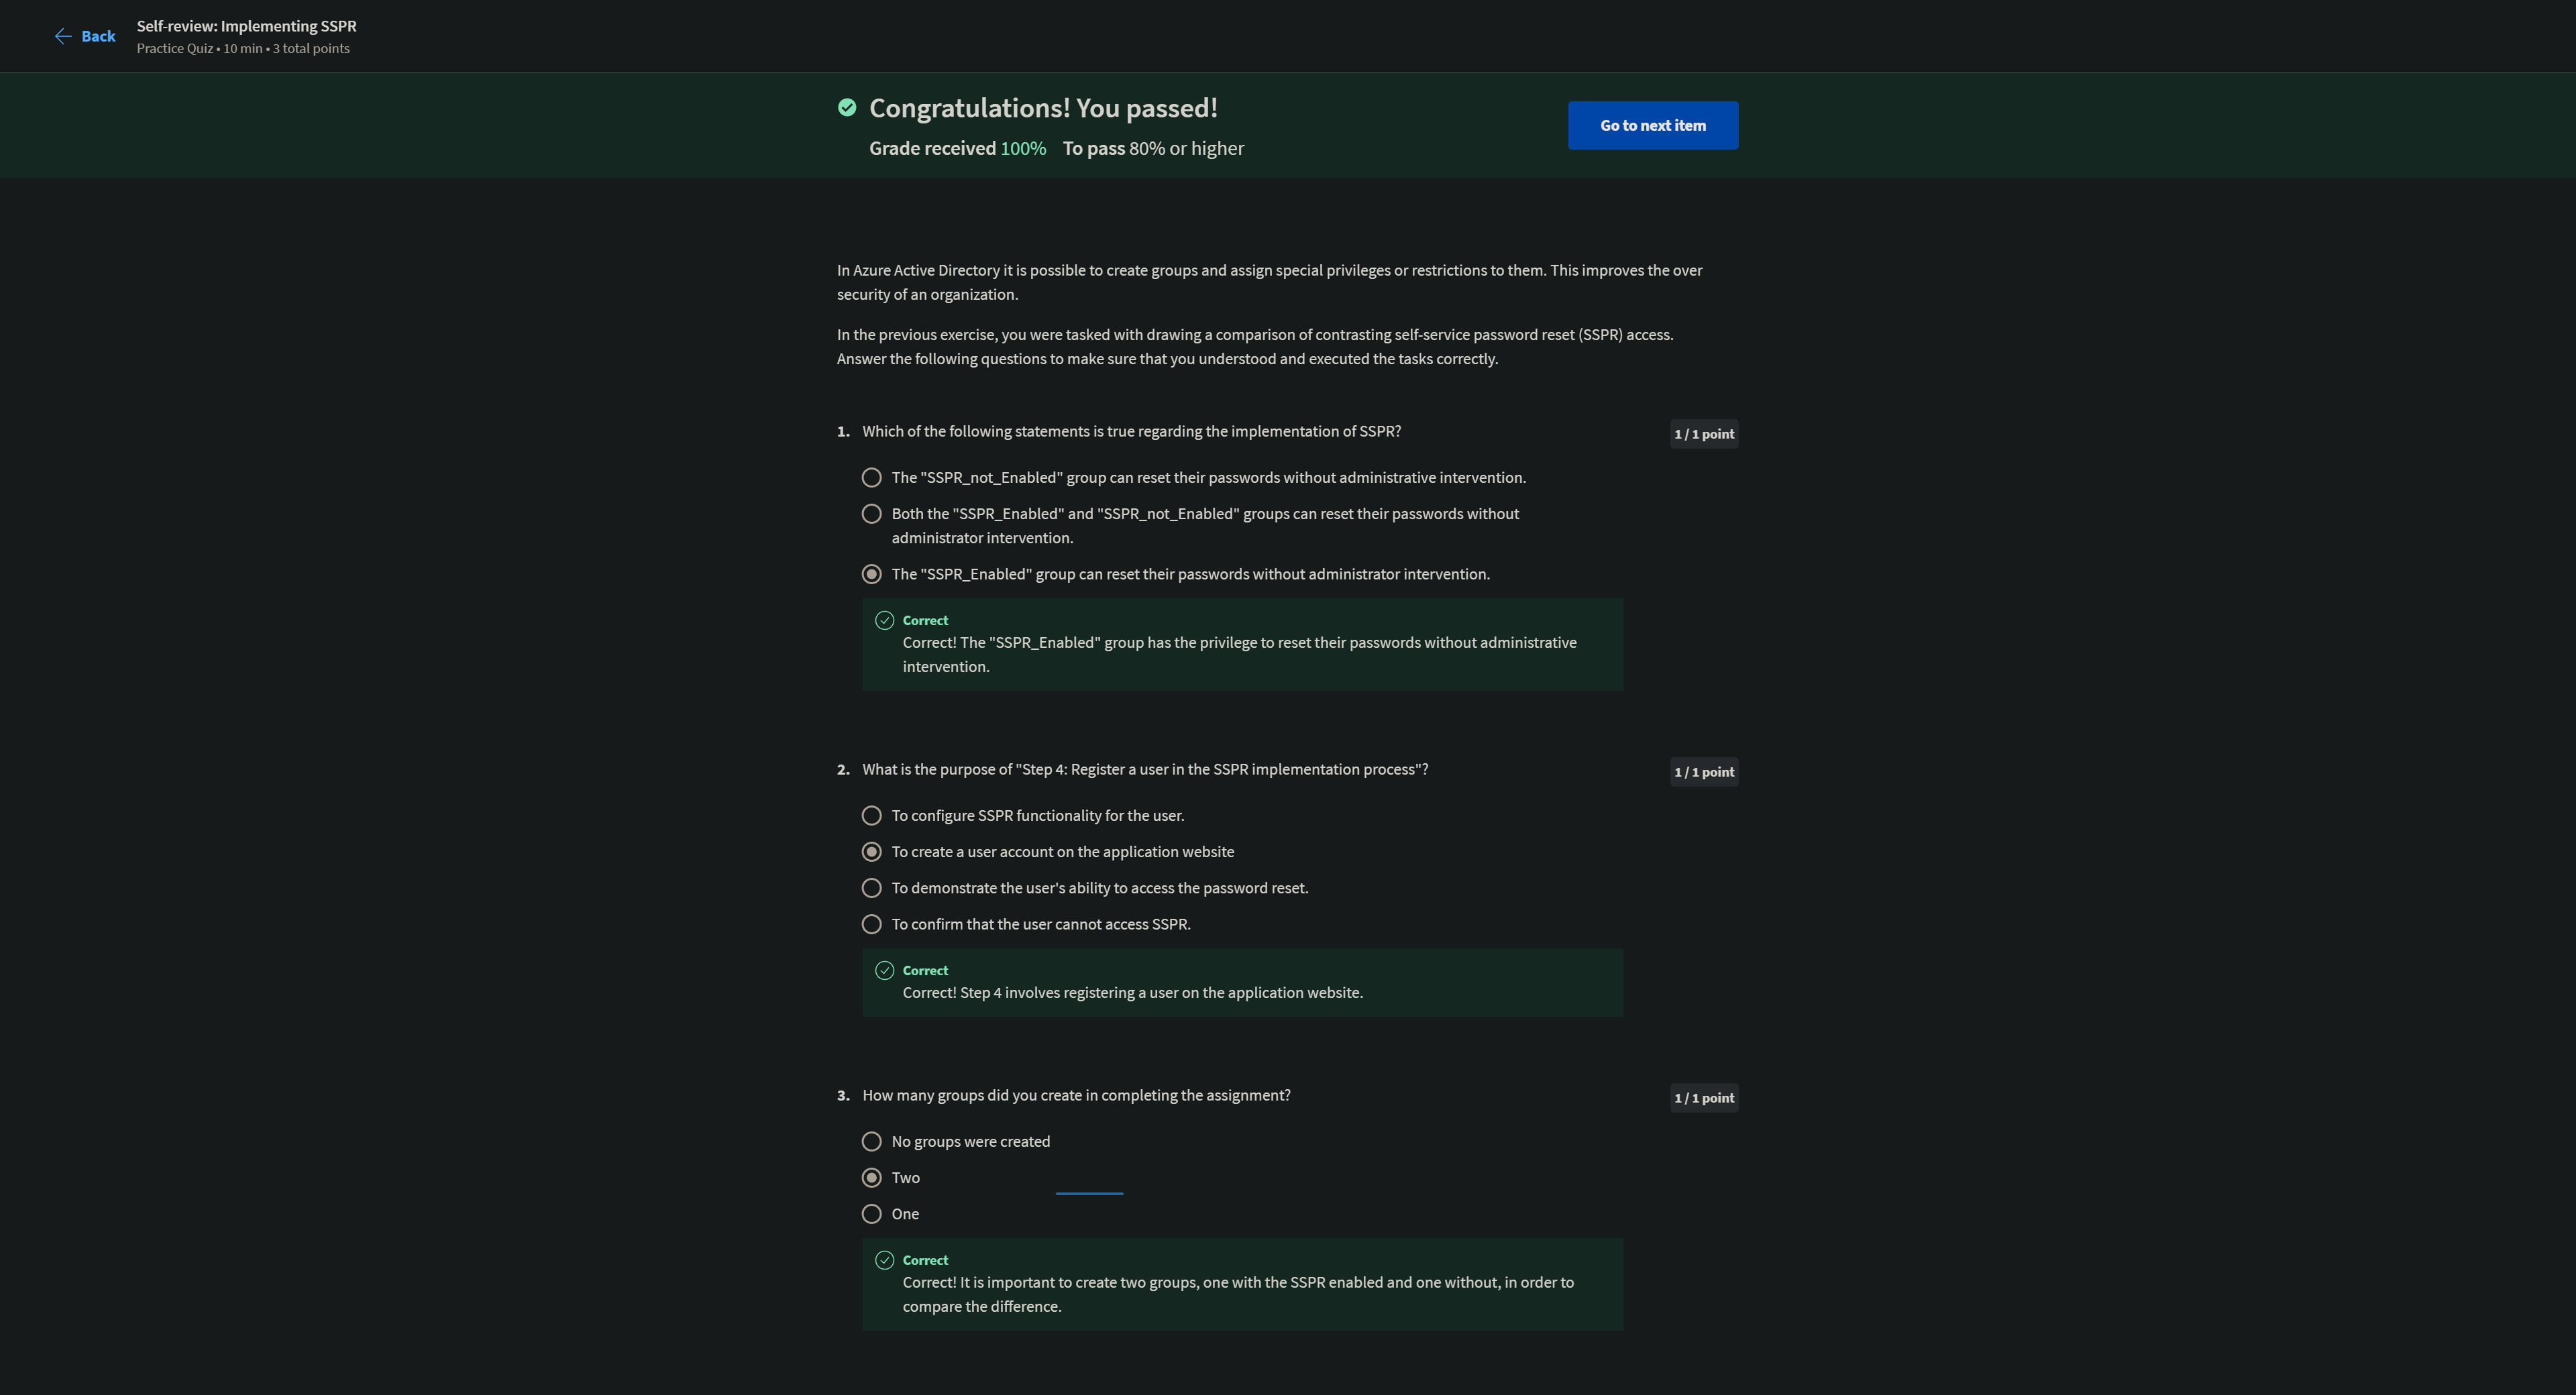 Back
Self-review: Implementing SSPR
Practice Quiz • 10 min • 3 total points
Congratulations! You passed!
Grade received 100% To pass 80% or higher
Go to next item
In Azure Active Directory it is possible to create groups and assign special privileges or restrictions to them. This improves the over
security of an organization.
In the previous exercise, you were tasked with drawing a comparison of contrasting self-service password reset (SSPR) access.
Answer the following questions to make sure that you understood and executed the tasks correctly.
1. Which of the following statements is true regarding the implementation of SSPR?
1 / 1 point
The "SSPR_not_Enabled" group can reset their passwords without administrative intervention.
Both the "SSPR_Enabled" and "SSPR_not_Enabled" groups can reset their passwords without
administrator intervention.
The "SSPR_Enabled" group can reset their passwords without administrator intervention.
Correct
Correct! The "SSPR_Enabled" group has the privilege to reset their passwords without administrative
intervention.
2. What is the purpose of "Step 4: Register a user in the SSPR implementation process"?
1 / 1 point
To configure SSPR functionality for the user.
To create a user account on the application website
To demonstrate the user's ability to access the password reset.
To confirm that the user cannot access SSPR.
Correct
Correct! Step 4 involves registering a user on the application website.
3. How many groups did you create in completing the assignment?
1 / 1 point
No groups were created
Two
One
Correct
Correct! It is important to create two groups, one with the SSPR enabled and one without, in order to
compare the difference.